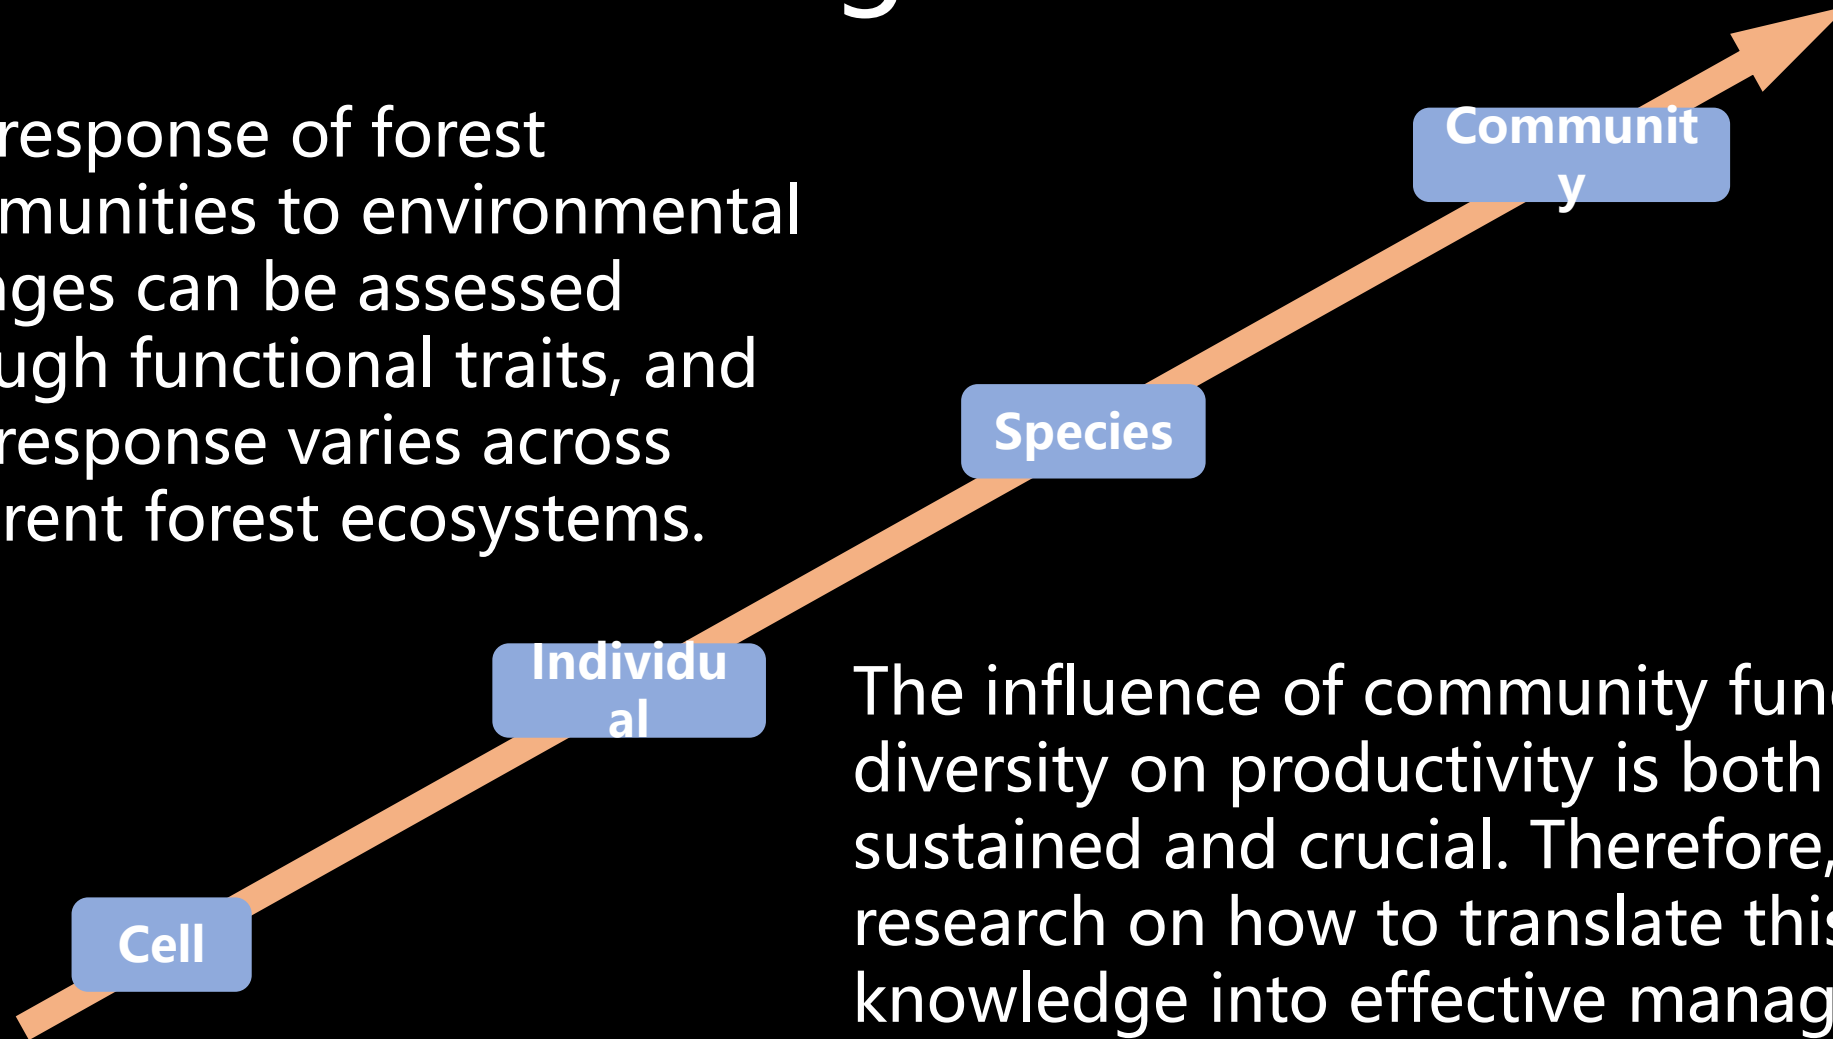 response of forest
munities to environmental
ges can be assessed
ugh functional traits, and
response varies across
rent forest ecosystems.
Communit
y
Species
Individu
al
Cell
The influence of community fun
diversity on productivity is both
sustained and crucial. Therefore,
research on how to translate this
knowledge into effective manag